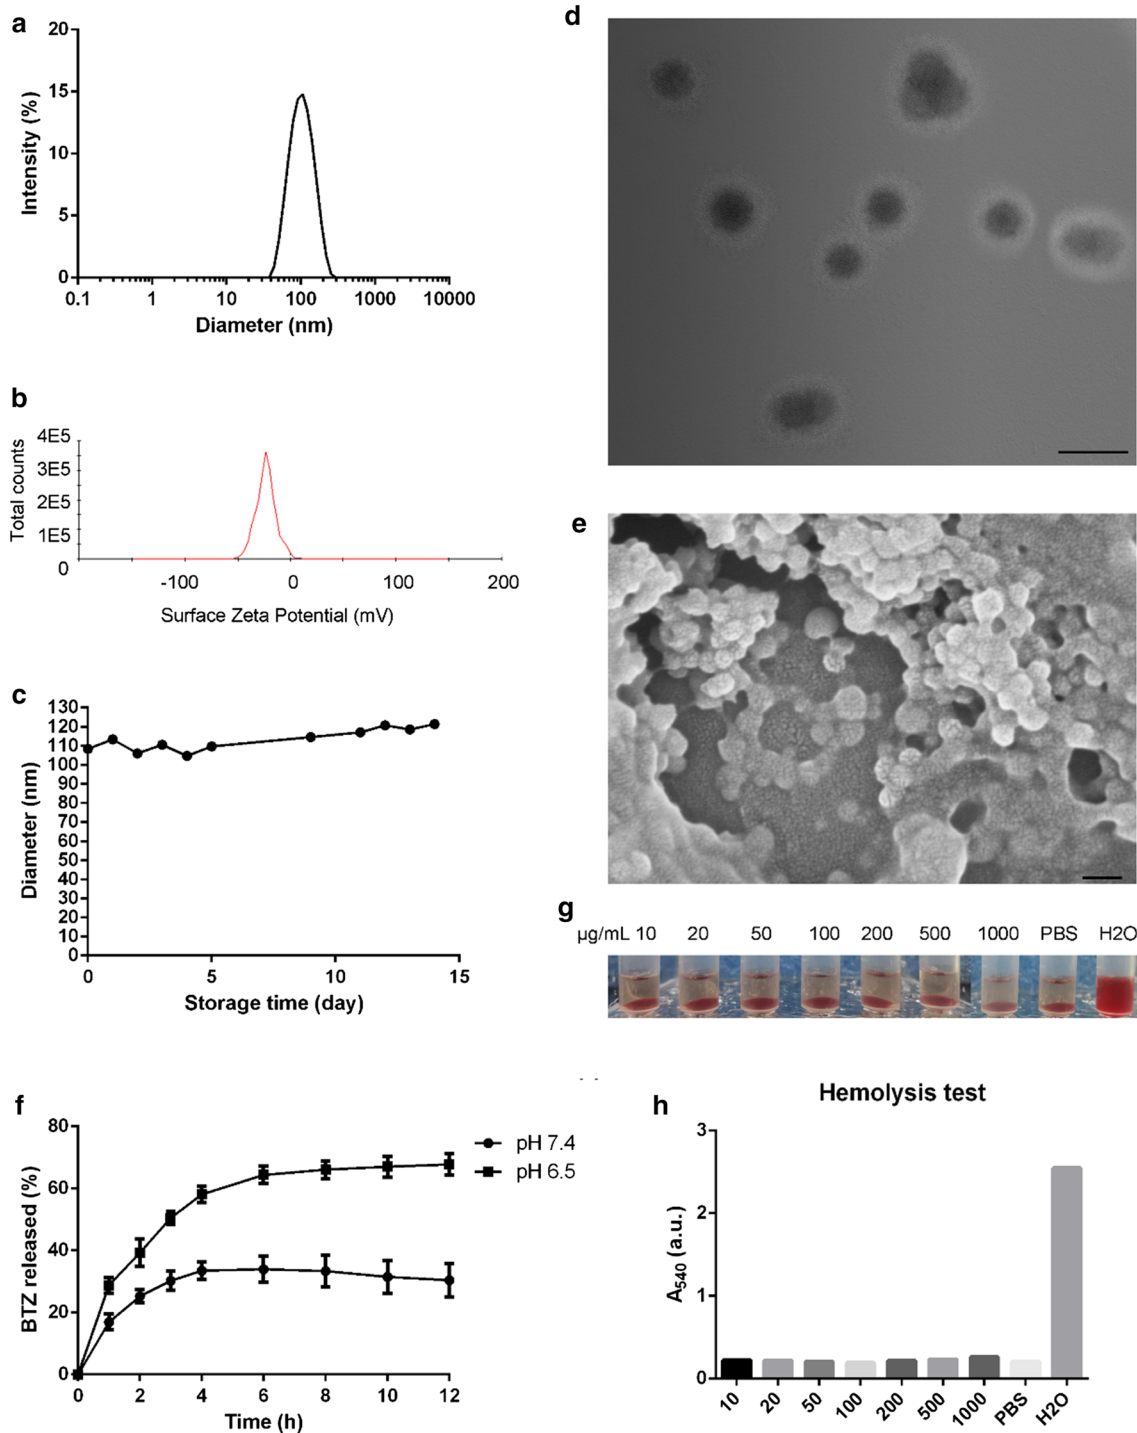 a
20
15
10
5
0
Intensity (%)
0.1 1 10 100 1000 10000
Diameter (nm)
b
4E5
3E5
2E5
1E5
0
Total counts
-100 0 100 200
Surface Zeta Potential (mV)
c
130
120
110
100
90
80
70
60
50
40
30
20
10
0
Diameter (nm)
0 5 10 15
Storage time (day)
d
e
g
µg/mL 10 20 50 100 200 500 1000 PBS H2O
f
80
60
40
20
0
BTZ released (%)
0 2 4 6 8 10 12
Time (h)
pH 7.4
pH 6.5
h
Hemolysis test
3
2
1
0
A540 (a.u.)
10 20 50 100 200 500 1000 PBS H2O